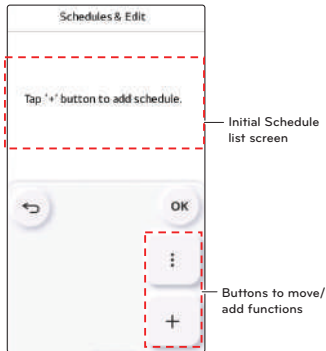 Schedules & Edit
Tap '+' button to add schedule.
Initial Schedule
list screen
OK
Buttons to move/
add functions